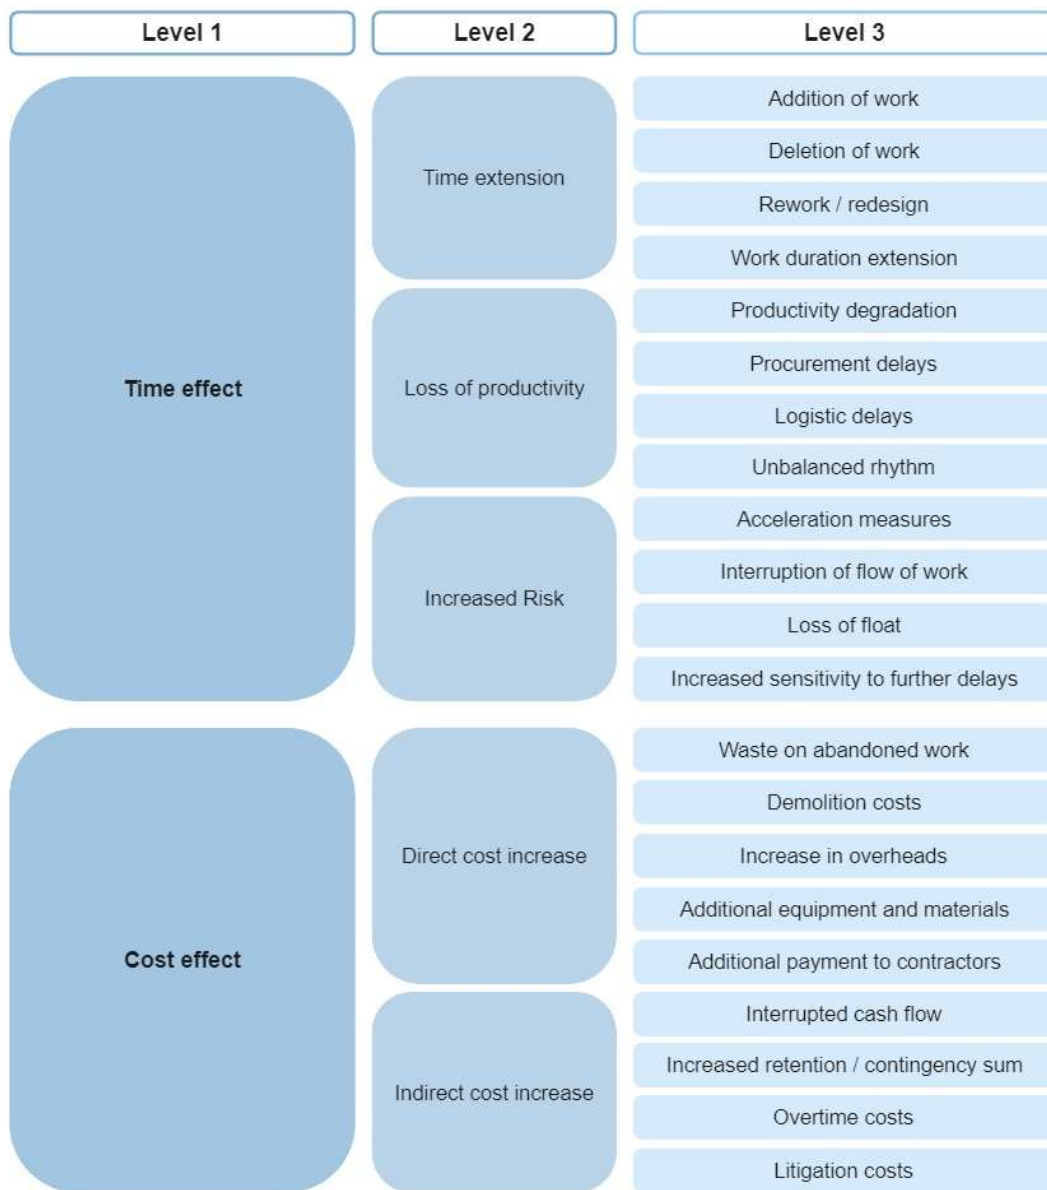 Level 1
Level 2
Level 3
Time effect
Time extension
Addition of work
Deletion of work
Rework / redesign
Work duration extension
Loss of productivity
Productivity degradation
Procurement delays
Logistic delays
Unbalanced rhythm
Increased Risk
Acceleration measures
Interruption of flow of work
Loss of float
Increased sensitivity to further delays
Cost effect
Direct cost increase
Waste on abandoned work
Demolition costs
Increase in overheads
Additional equipment and materials
Additional payment to contractors
Indirect cost increase
Interrupted cash flow
Increased retention / contingency sum
Overtime costs
Litigation costs